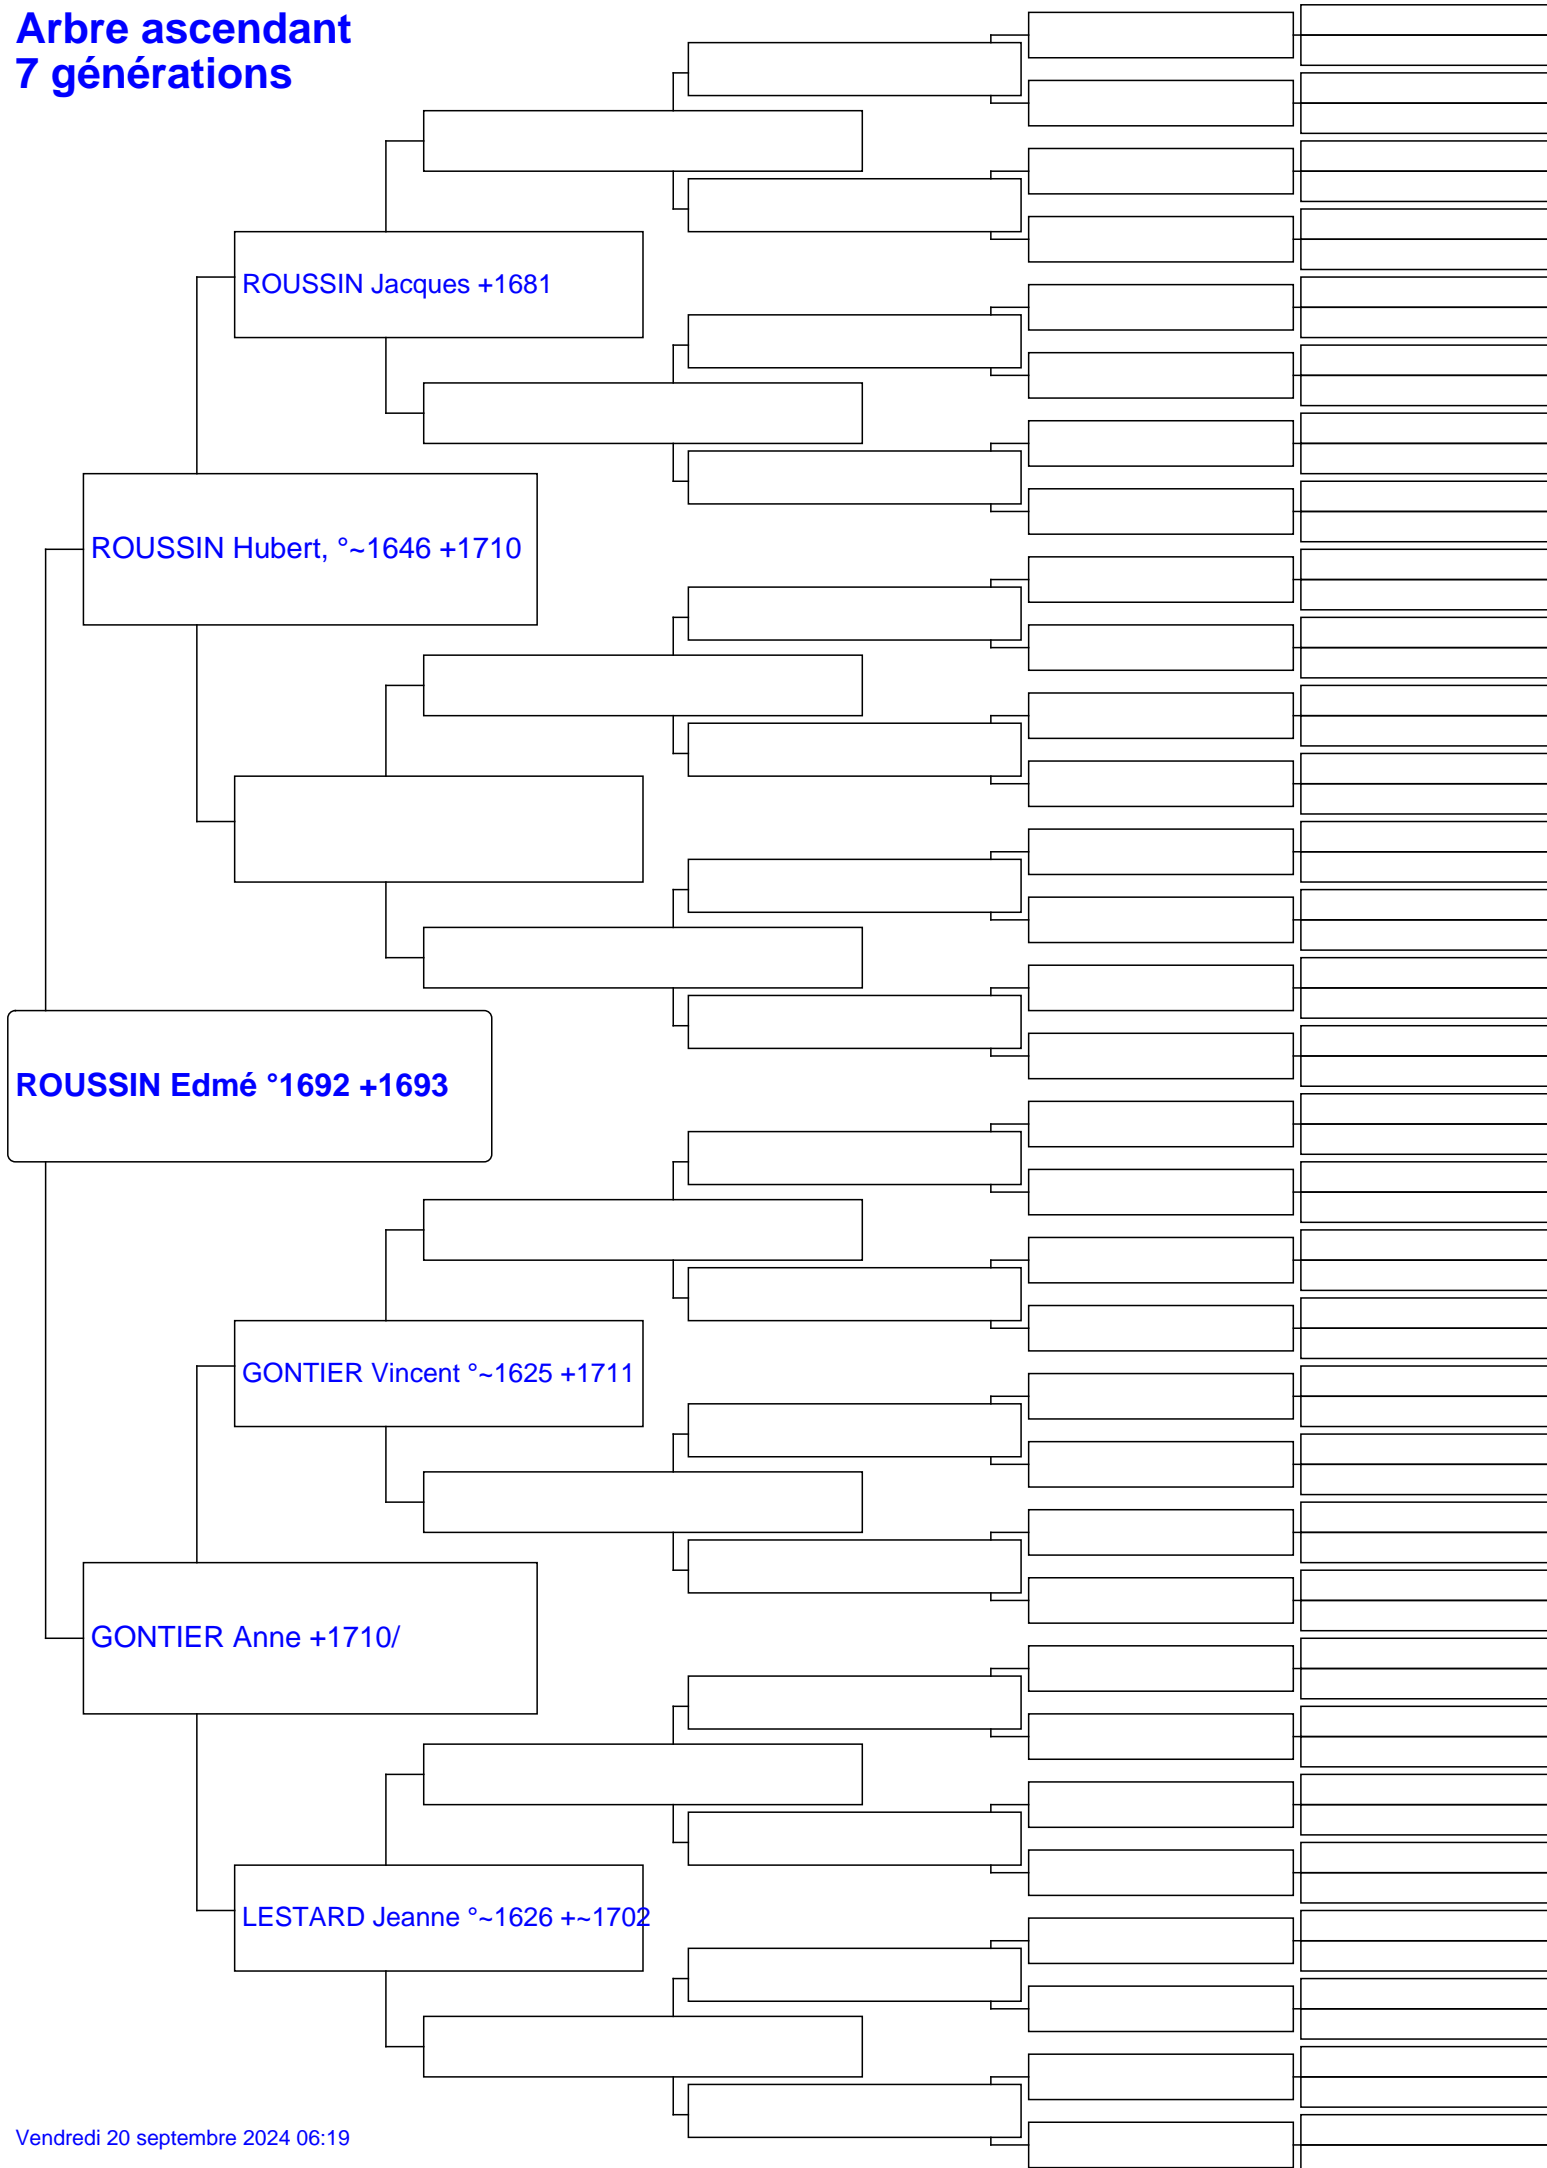 Arbre ascendant
7 générations
ROUSSIN Jacques +1681
ROUSSIN Hubert, °~1646 +1710
ROUSSIN Edmé °1692 +1693
GONTIER Vincent °~1625 +1711
GONTIER Anne +1710/
LESTARD Jeanne °~1626 +~1702
Vendredi 20 septembre 2024 06:19